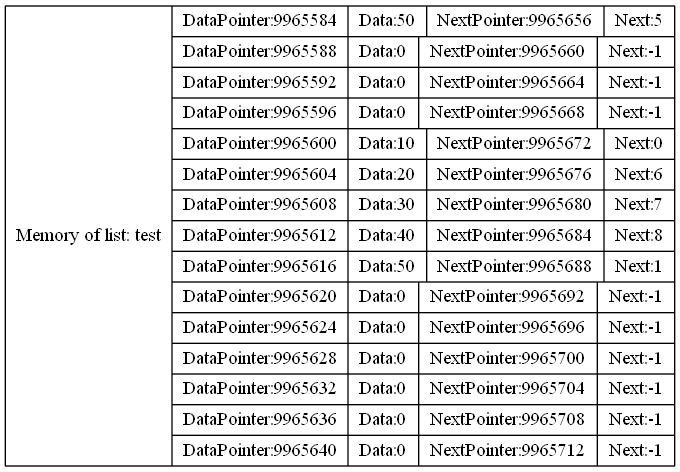 Memory of list: test
DataPointer:9965584 Data:50 NextPointer:9965656 Next:5
DataPointer:9965588 Data:0 NextPointer:9965660 Next:-1
DataPointer:9965592 Data:0 NextPointer:9965664 Next:-1
DataPointer:9965596 Data:0 NextPointer:9965668 Next:-1
DataPointer:9965600 Data:10 NextPointer:9965672 Next:0
DataPointer:9965604 Data:20 NextPointer:9965676 Next:6
DataPointer:9965608 Data:30 NextPointer:9965680 Next:7
DataPointer:9965612 Data:40 NextPointer:9965684 Next:8
DataPointer:9965616 Data:50 NextPointer:9965688 Next:1
DataPointer:9965620 Data:0 NextPointer:9965692 Next:-1
DataPointer:9965624 Data:0 NextPointer:9965696 Next:-1
DataPointer:9965628 Data:0 NextPointer:9965700 Next:-1
DataPointer:9965632 Data:0 NextPointer:9965704 Next:-1
DataPointer:9965636 Data:0 NextPointer:9965708 Next:-1
DataPointer:9965640 Data:0 NextPointer:9965712 Next:-1